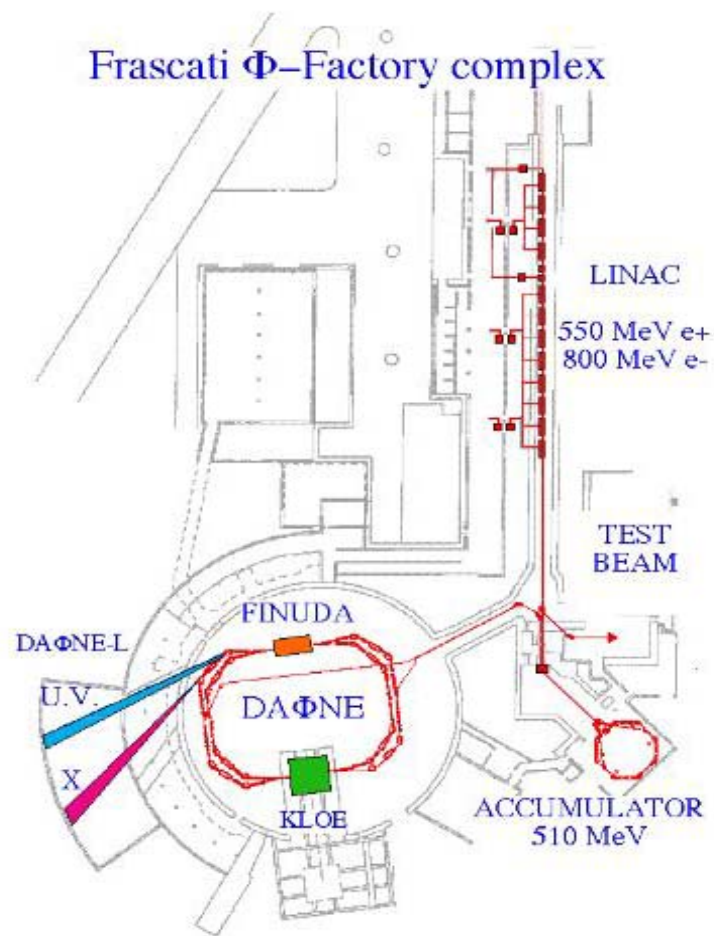 Frascati Φ–Factory complex
LINAC
550 MeV e+
800 MeV e-
TEST
BEAM
FINUDA
DAΦNE-L
U.V.
DAΦNE
X
KLOE
ACCUMULATOR
510 MeV